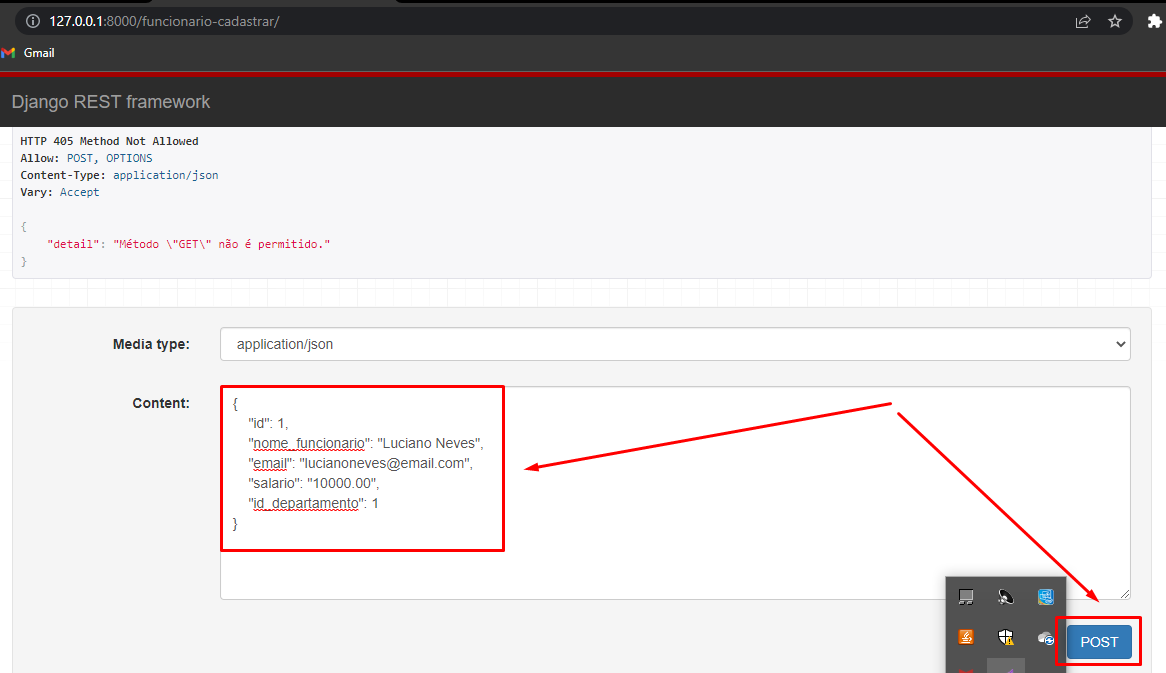 127.0.0.1:8000/funcionario-cadastrar/
Gmail
Django REST framework
HTTP 405 Method Not Allowed
Allow: POST, OPTIONS
Content-Type: application/json
Vary: Accept
{
"detail": "Método \"GET\" não é permitido."
}
Media type: application/json
Content:
{
"id": 1,
"nome_funcionario": "Luciano Neves",
"email": "lucianoneves@email.com",
"salario": "10000.00",
"id_departamento": 1
}
POST